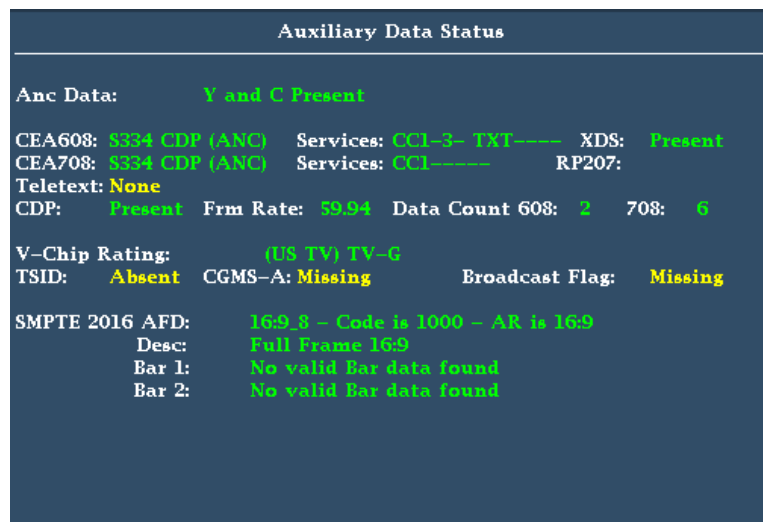 Auxiliary Data Status
Anc Data: Y and C Present
CEA608: S334 CDP (ANC) Services: CC1-3- TXT---- XDS: Present
CEA708: S334 CDP (ANC) Services: CC1----- RP207:
Teletext: None
CDP: Present Frm Rate: 59.94 Data Count 608: 2 708: 6
V-Chip Rating: (US TV) TV-G
TSID: Absent CGMS-A: Missing Broadcast Flag: Missing
SMPTE 2016 AFD: 16:9_8 - Code is 1000 - AR is 16:9
Desc: Full Frame 16:9
Bar 1: No valid Bar data found
Bar 2: No valid Bar data found